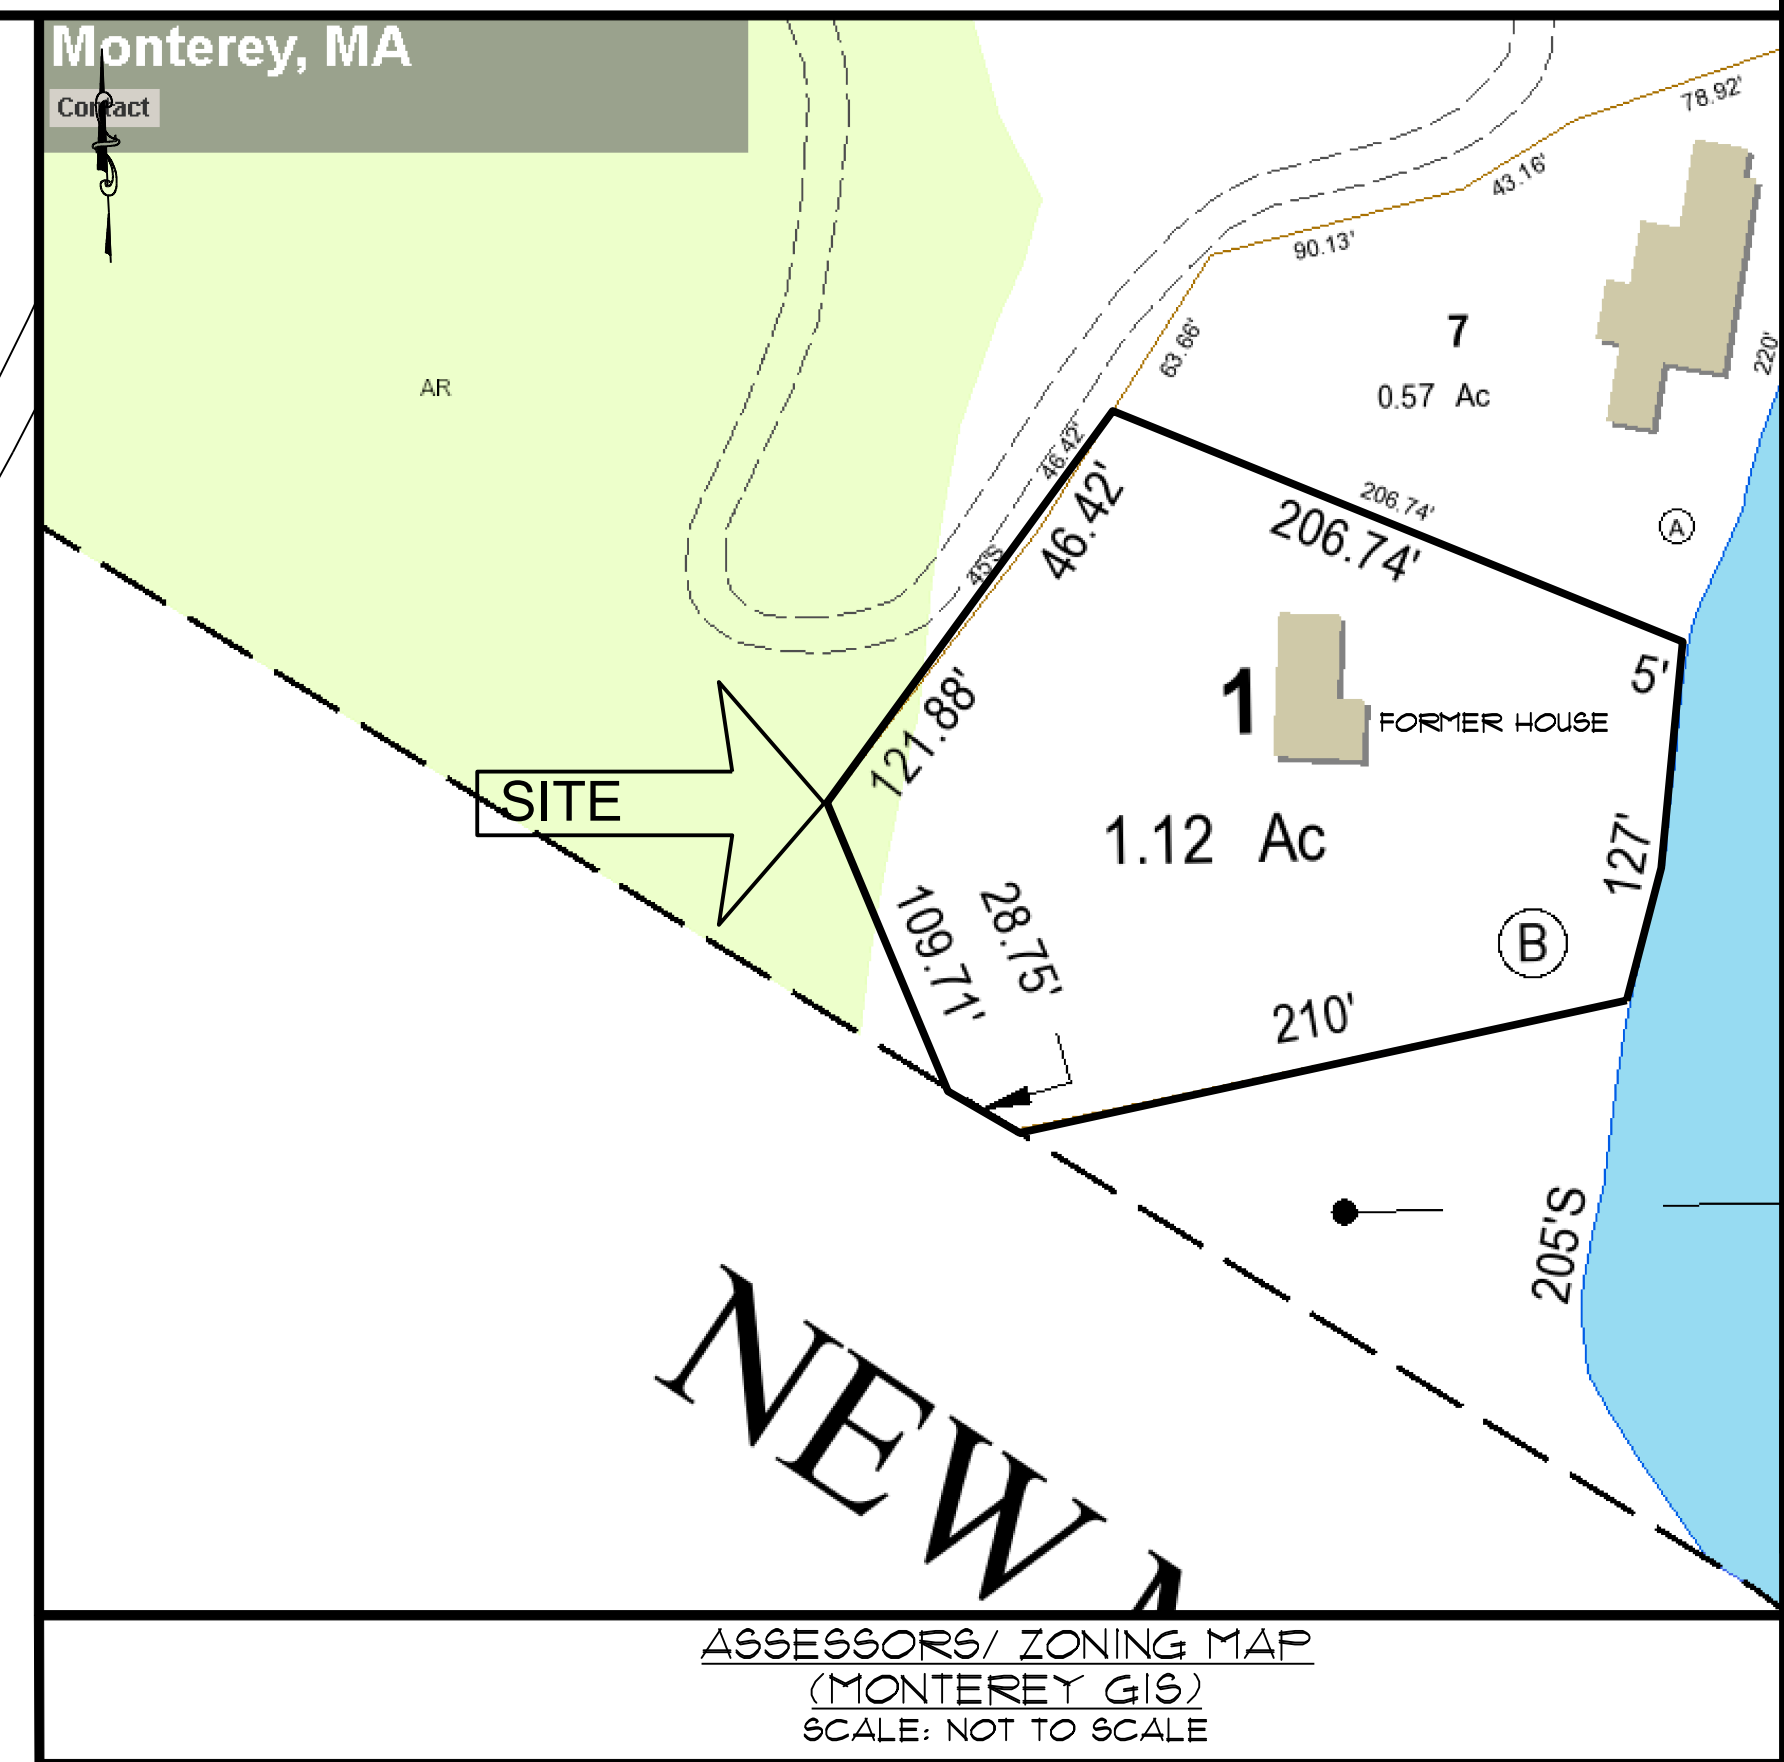 Monterey, MA
Contact
AR
78.92'
43.16'
90.13'
63.66'
7
0.57 Ac
220'
46.42'
46.42'
206.74'
206.74'
A
45'S
5'
121.88'
1
FORMER HOUSE
SITE
1.12 Ac
127'
109.71'
28.75'
B
210'
205'S
NEW
ASSESSORS/ ZONING MAP
(MONTEREY GIS)
SCALE: NOT TO SCALE